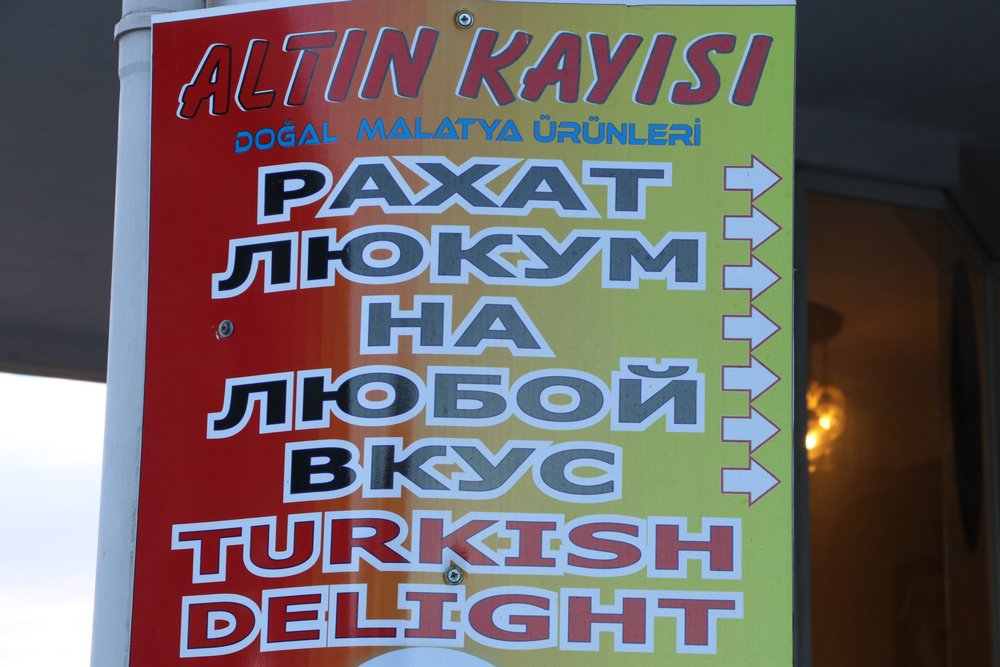 ALTIN KAYISI
DOĞAL MALATYA ÜRÜNLERİ
РАХАТ
ЛЮКУМ
НА
ЛЮБОЙ
ВКУС
TURKISH
DELIGHT